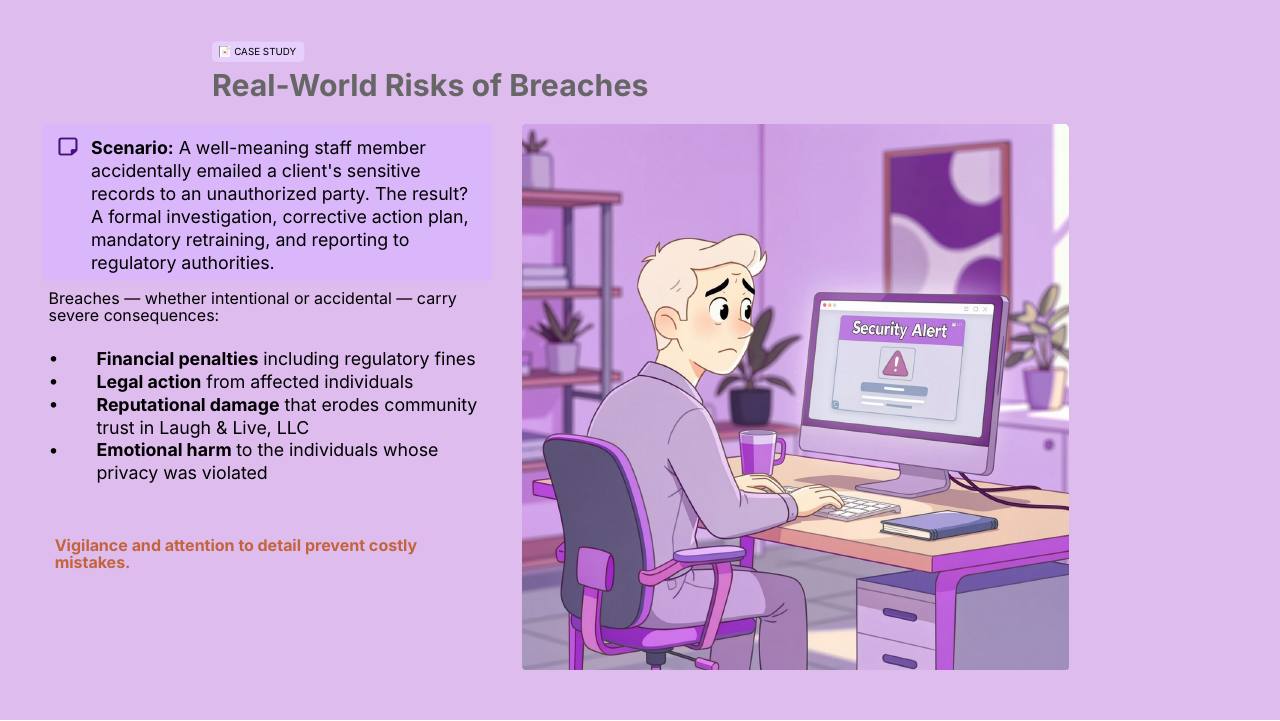 CASE STUDY
Real-World Risks of Breaches
Scenario: A well-meaning staff member
accidentally emailed a client's sensitive
records to an unauthorized party. The result?
A formal investigation, corrective action plan,
mandatory retraining, and reporting to
regulatory authorities.
Breaches — whether intentional or accidental — carry
severe consequences:
• Financial penalties including regulatory fines
• Legal action from affected individuals
• Reputational damage that erodes community
trust in Laugh & Live, LLC
• Emotional harm to the individuals whose
privacy was violated
Vigilance and attention to detail prevent costly
mistakes.
Security Alert